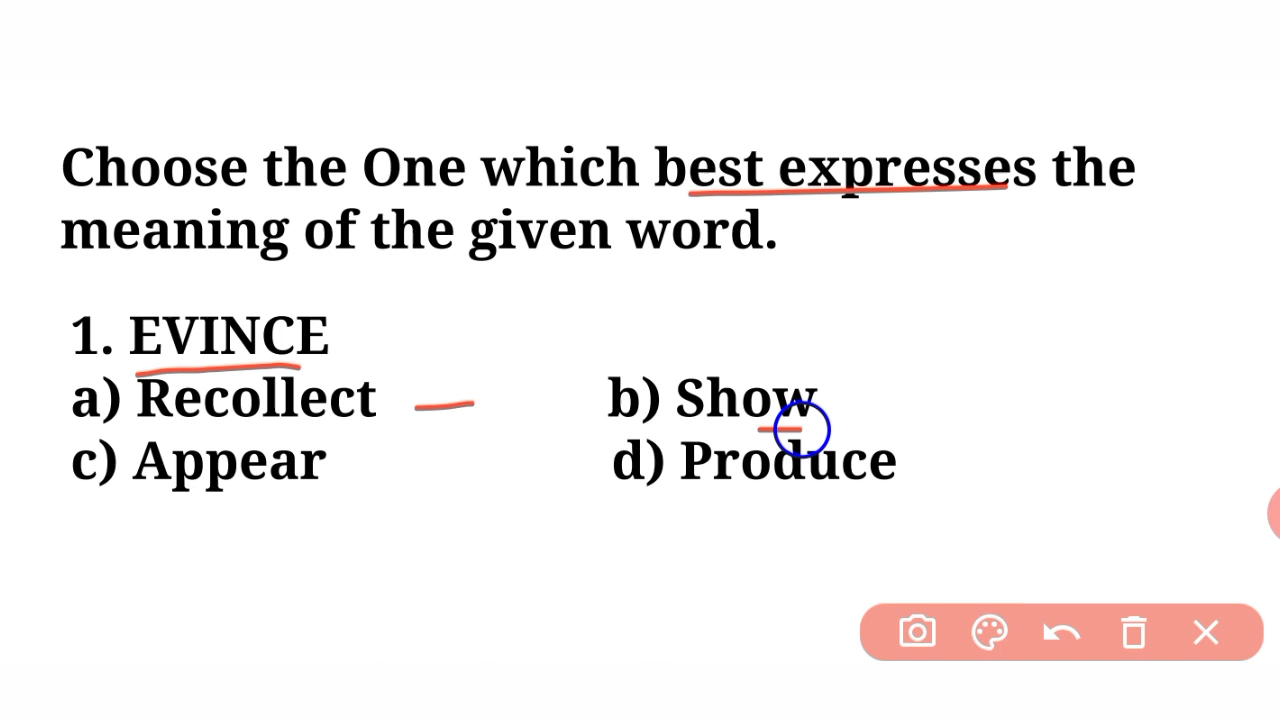 Choose the One which best expresses the
meaning of the given word.
1. EVINCE
a) Recollect b) Show
c) Appear d) Produce